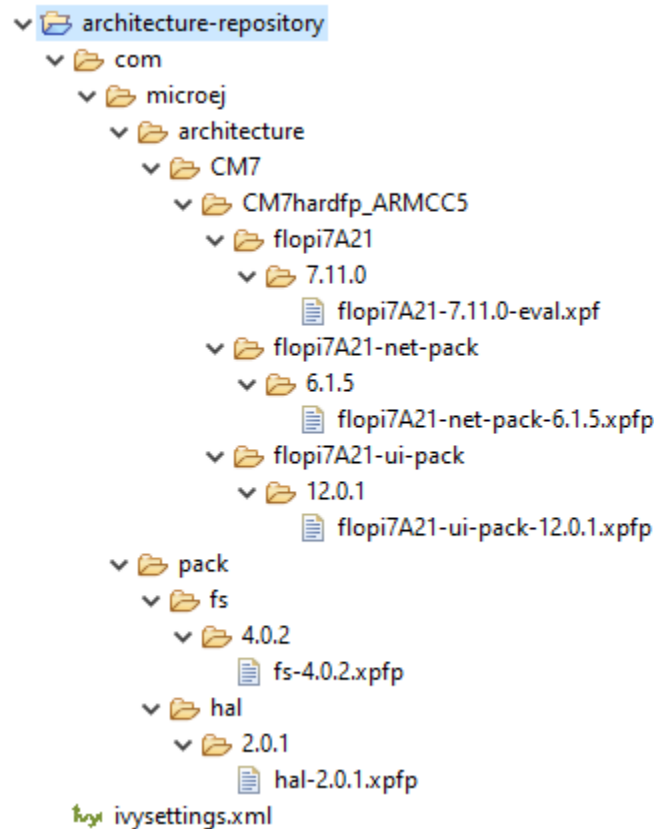 architecture-repository
com
microej
architecture
CM7
CM7hardfp_ARMCC5
flopi7A21
7.11.0
flopi7A21-7.11.0-eval.xpf
flopi7A21-net-pack
6.1.5
flopi7A21-net-pack-6.1.5.xpfp
flopi7A21-ui-pack
12.0.1
flopi7A21-ui-pack-12.0.1.xpfp
pack
fs
4.0.2
fs-4.0.2.xpfp
hal
2.0.1
hal-2.0.1.xpfp
ivy ivysettings.xml